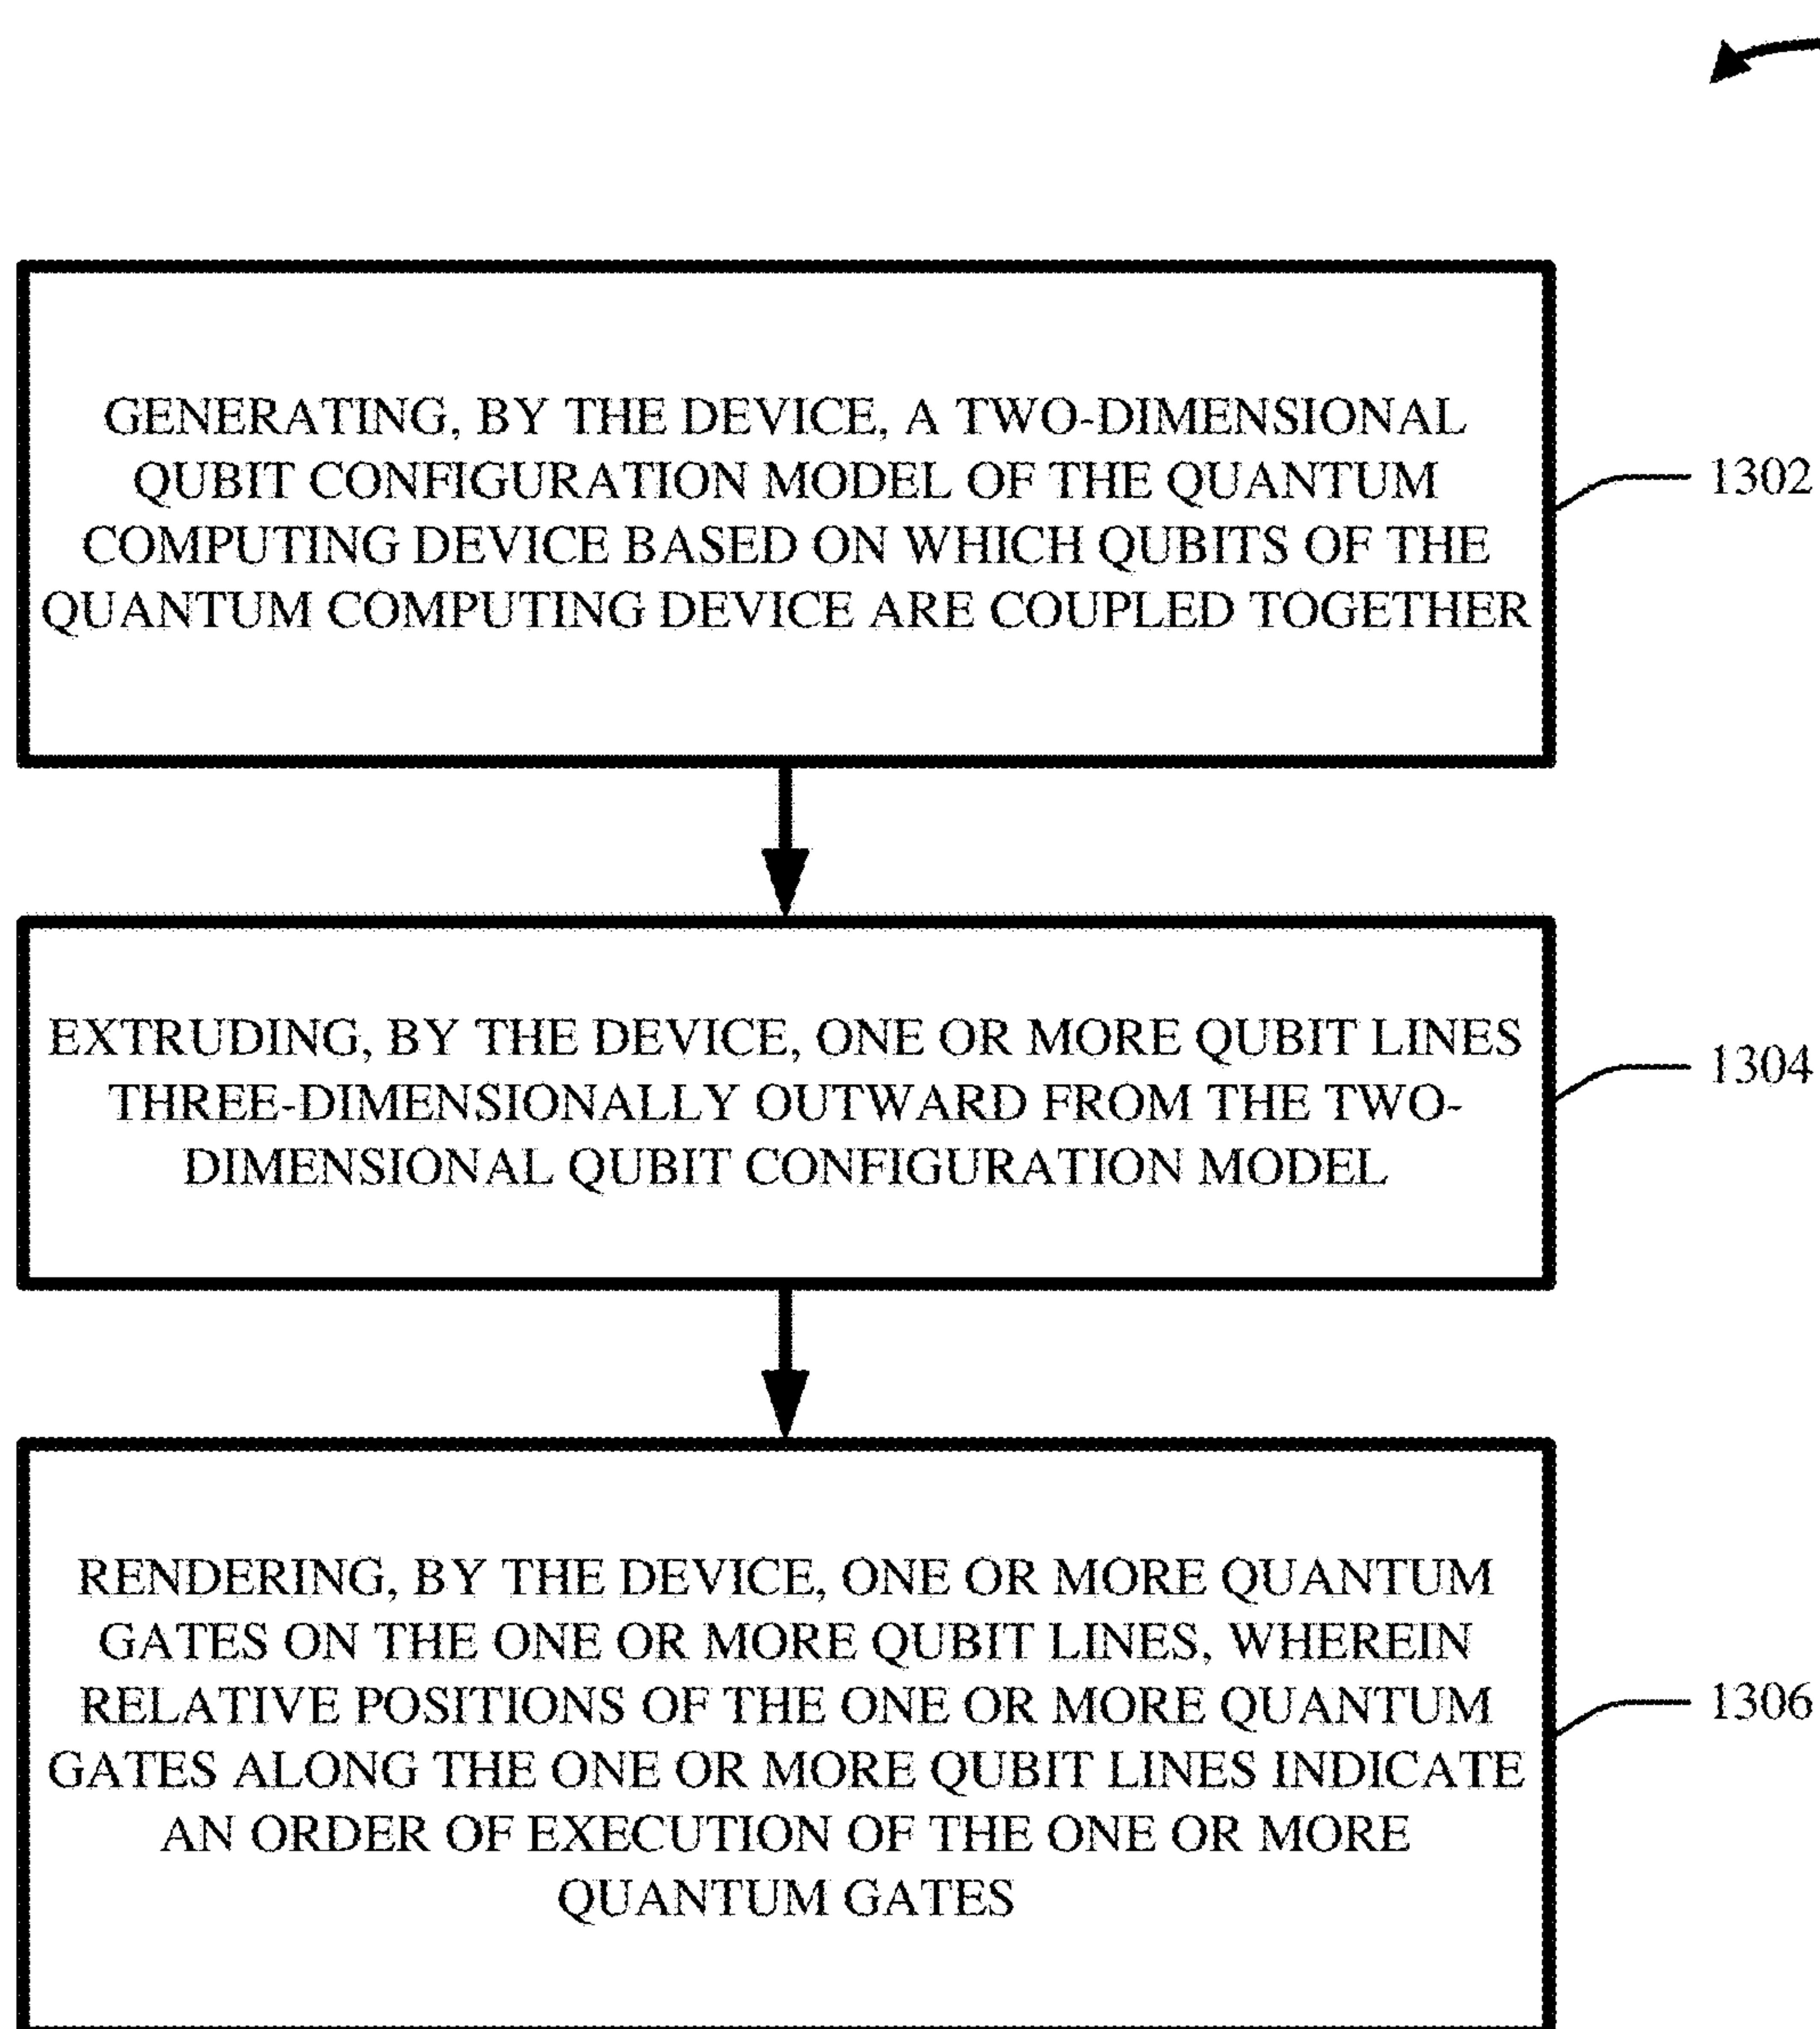 GENERATING, BY THE DEVICE, A TWO-DIMENSIONAL
QUBIT CONFIGURATION MODEL OF THE QUANTUM
COMPUTING DEVICE BASED ON WHICH QUBITS OF THE
QUANTUM COMPUTING DEVICE ARE COUPLED TOGETHER
1302
EXTRUDING, BY THE DEVICE, ONE OR MORE QUBIT LINES
THREE-DIMENSIONALLY OUTWARD FROM THE TWO-
DIMENSIONAL QUBIT CONFIGURATION MODEL
1304
RENDERING, BY THE DEVICE, ONE OR MORE QUANTUM
GATES ON THE ONE OR MORE QUBIT LINES, WHEREIN
RELATIVE POSITIONS OF THE ONE OR MORE QUANTUM
GATES ALONG THE ONE OR MORE QUBIT LINES INDICATE
AN ORDER OF EXECUTION OF THE ONE OR MORE
QUANTUM GATES
1306